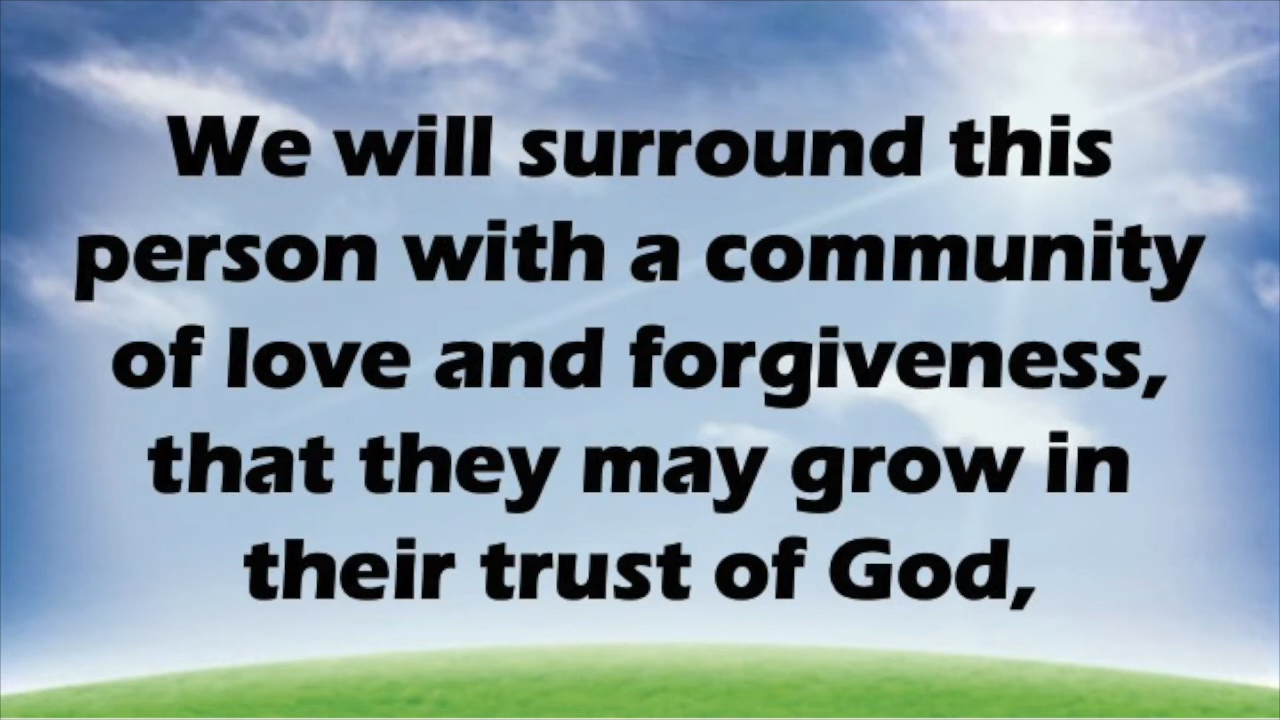 We will surround this
person with a community
of love and forgiveness,
that they may grow in
their trust of God,